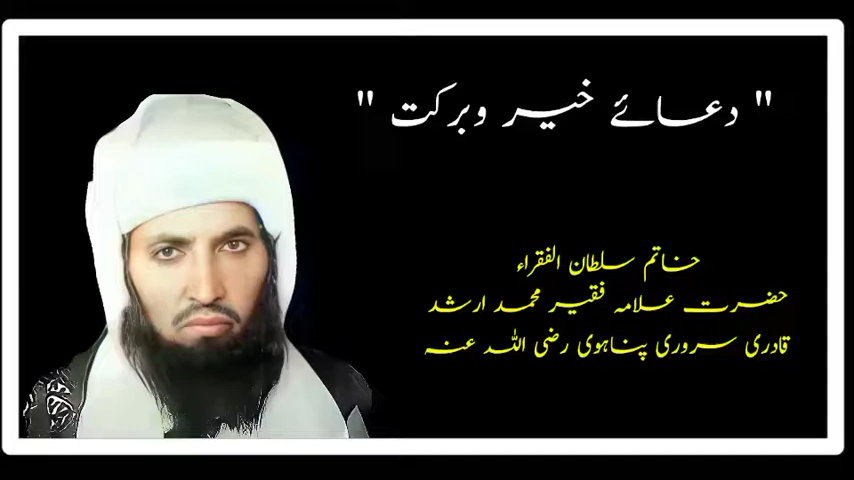 " دعائے خیر وبرکت "
خاتم سلطان الفقراء
حضرت علامہ فقیر محمد ارشد
قادری سروری پناہوی رضی اللہ عنہ